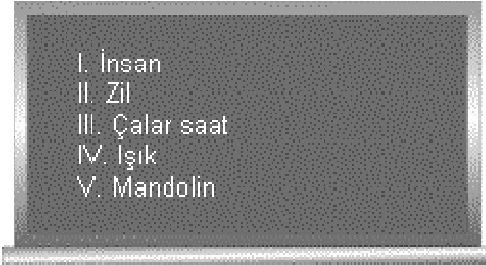 I. İnsan
II. Zil
III. Çalar saat
IV. Işık
V. Mandolin